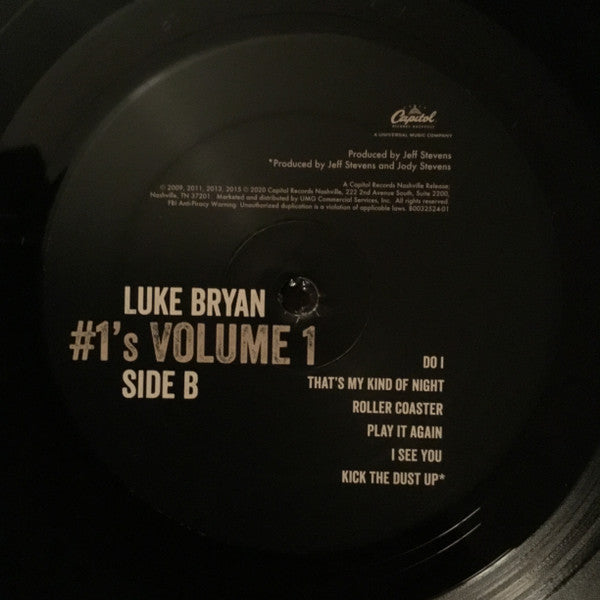 Capitol
RECORDS NASHVILLE
A UNIVERSAL MUSIC COMPANY
Produced by Jeff Stevens
*Produced by Jeff Stevens and Jody Stevens
A Capitol Records Nashville Release;
℗ 2009, 2011, 2013, 2015 © 2020 Capitol Records Nashville, 222 2nd Avenue South, Suite 2200,
Nashville, TN 37201. Marketed and distributed by UMG Commercial Services, Inc. All rights reserved.
FBI Anti-Piracy Warning: Unauthorized duplication is a violation of applicable laws. B0032524-01
LUKE BRYAN
#1's VOLUME 1
SIDE B
DO I
THAT'S MY KIND OF NIGHT
ROLLER COASTER
PLAY IT AGAIN
I SEE YOU
KICK THE DUST UP*